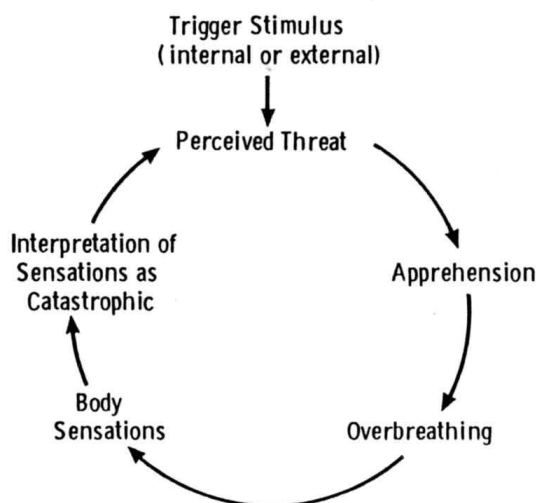 Trigger Stimulus
(internal or external)
Perceived Threat
Interpretation of
Sensations as
Catastrophic
Apprehension
Body
Sensations
Overbreathing